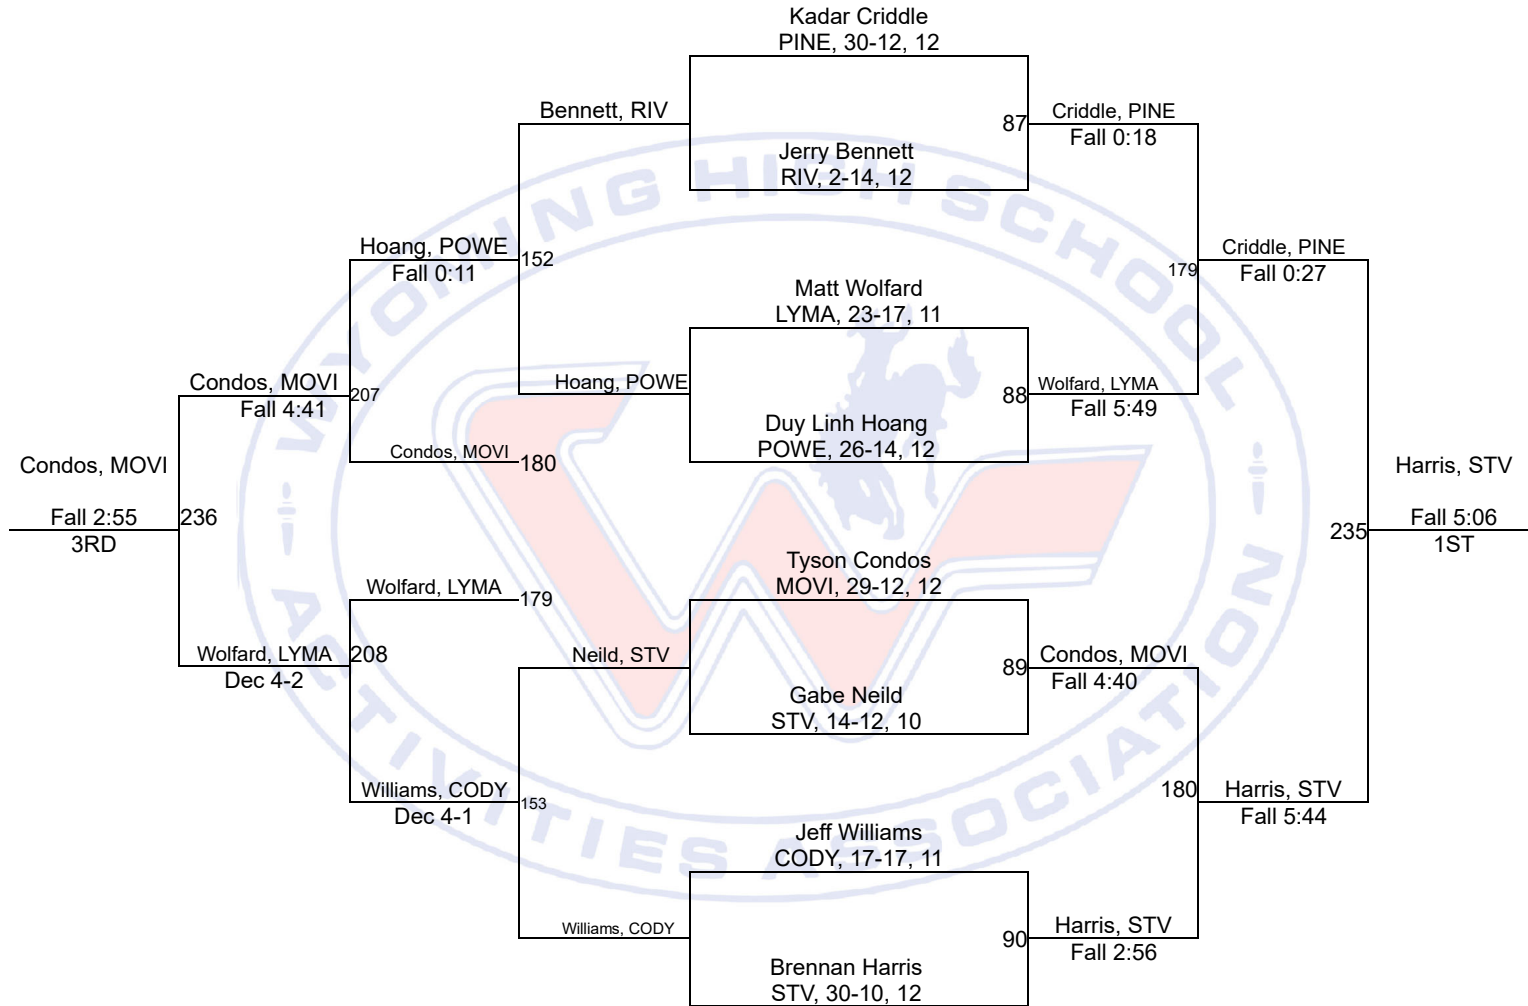 Kadar Criddle
PINE, 30-12, 12
Bennett, RIV
87
Criddle, PINE
Fall 0:18
Jerry Bennett
RIV, 2-14, 12
Hoang, POWE
Fall 0:11
152
179
Criddle, PINE
Fall 0:27
Matt Wolfard
LYMA, 23-17, 11
Condos, MOVI
Fall 4:41
207
Hoang, POWE
88
Wolfard, LYMA
Fall 5:49
Duy Linh Hoang
POWE, 26-14, 12
Condos, MOVI
180
Condos, MOVI
Fall 2:55
3RD
236
235
Harris, STV
Fall 5:06
1ST
Tyson Condos
MOVI, 29-12, 12
Wolfard, LYMA
179
Wolfard, LYMA
Dec 4-2
208
Neild, STV
89
Condos, MOVI
Fall 4:40
Gabe Neild
STV, 14-12, 10
Williams, CODY
Dec 4-1
153
180
Harris, STV
Fall 5:44
Jeff Williams
CODY, 17-17, 11
Williams, CODY
90
Harris, STV
Fall 2:56
Brennan Harris
STV, 30-10, 12
WYOMING HIGH SCHOOL
ACTIVITIES ASSOCIATION